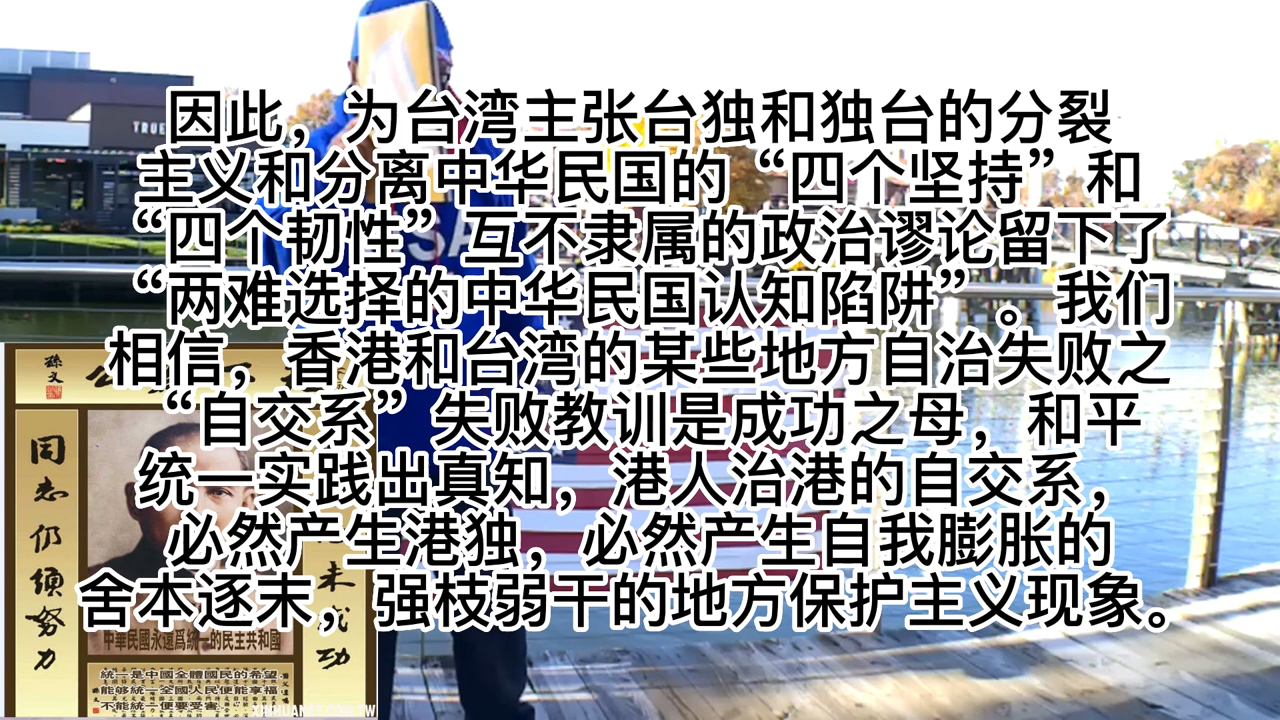 因此，为台湾主张台独和独台的分裂
主义和分离中华民国的“四个坚持”和
“四个韧性”互不隶属的政治谬论留下了
“两难选择的中华民国认知陷阱”。我们
相信，香港和台湾的某些地方自治失败之
“自交系”失败教训是成功之母，和平
统一实践出真知，港人治港的自交系，
必然产生港独，必然产生自我膨胀的
舍本逐末，强枝弱干的地方保护主义现象。
TRUE
SA
孫文
同志仍須努力
未成功
中華民國永遠爲統一的民主共和國
統一是中國全體國民的希望
能够統一全國人民便能享福
不能統一便要受害